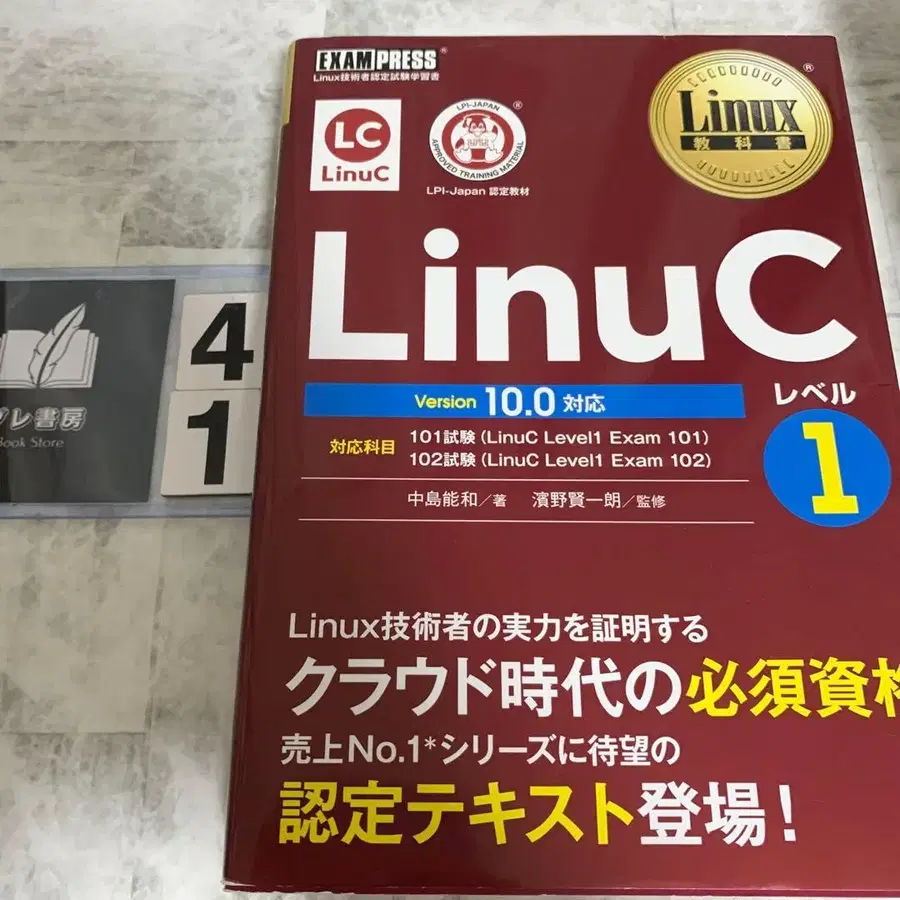 EXAMPRESS®
Linux技術者認定試験学習書
LC
LinuC
LPI-JAPAN
APPROVED TRAINING MATERIAL
®
LPI-Japan 認定教材
Linux
教科書
®
LinuC
レベル
1
Version 10.0 対応
対応科目
101試験(LinuC Level1 Exam 101)
102試験(LinuC Level1 Exam 102)
中島能和/著 濱野賢一朗/監修
Linux技術者の実力を証明する
クラウド時代の必須資格
売上No.1*シリーズに待望の
認定テキスト登場!
4
1
レ書房
Book Store